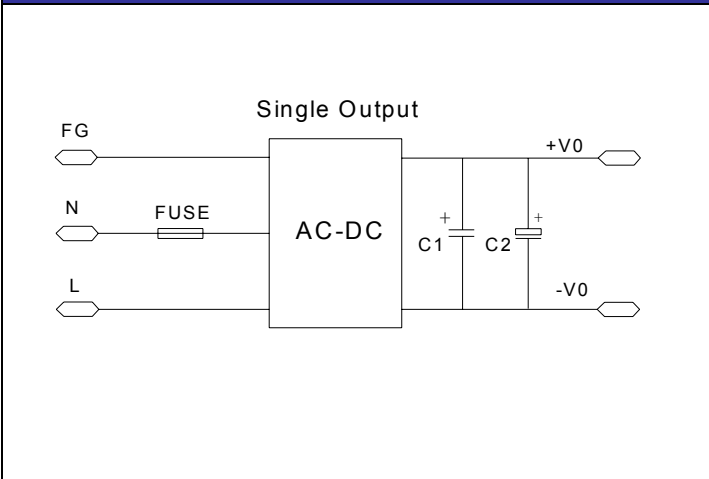 Single Output
FG
+V0
N
FUSE
AC-DC
+
C1
+
C2
L
-V0